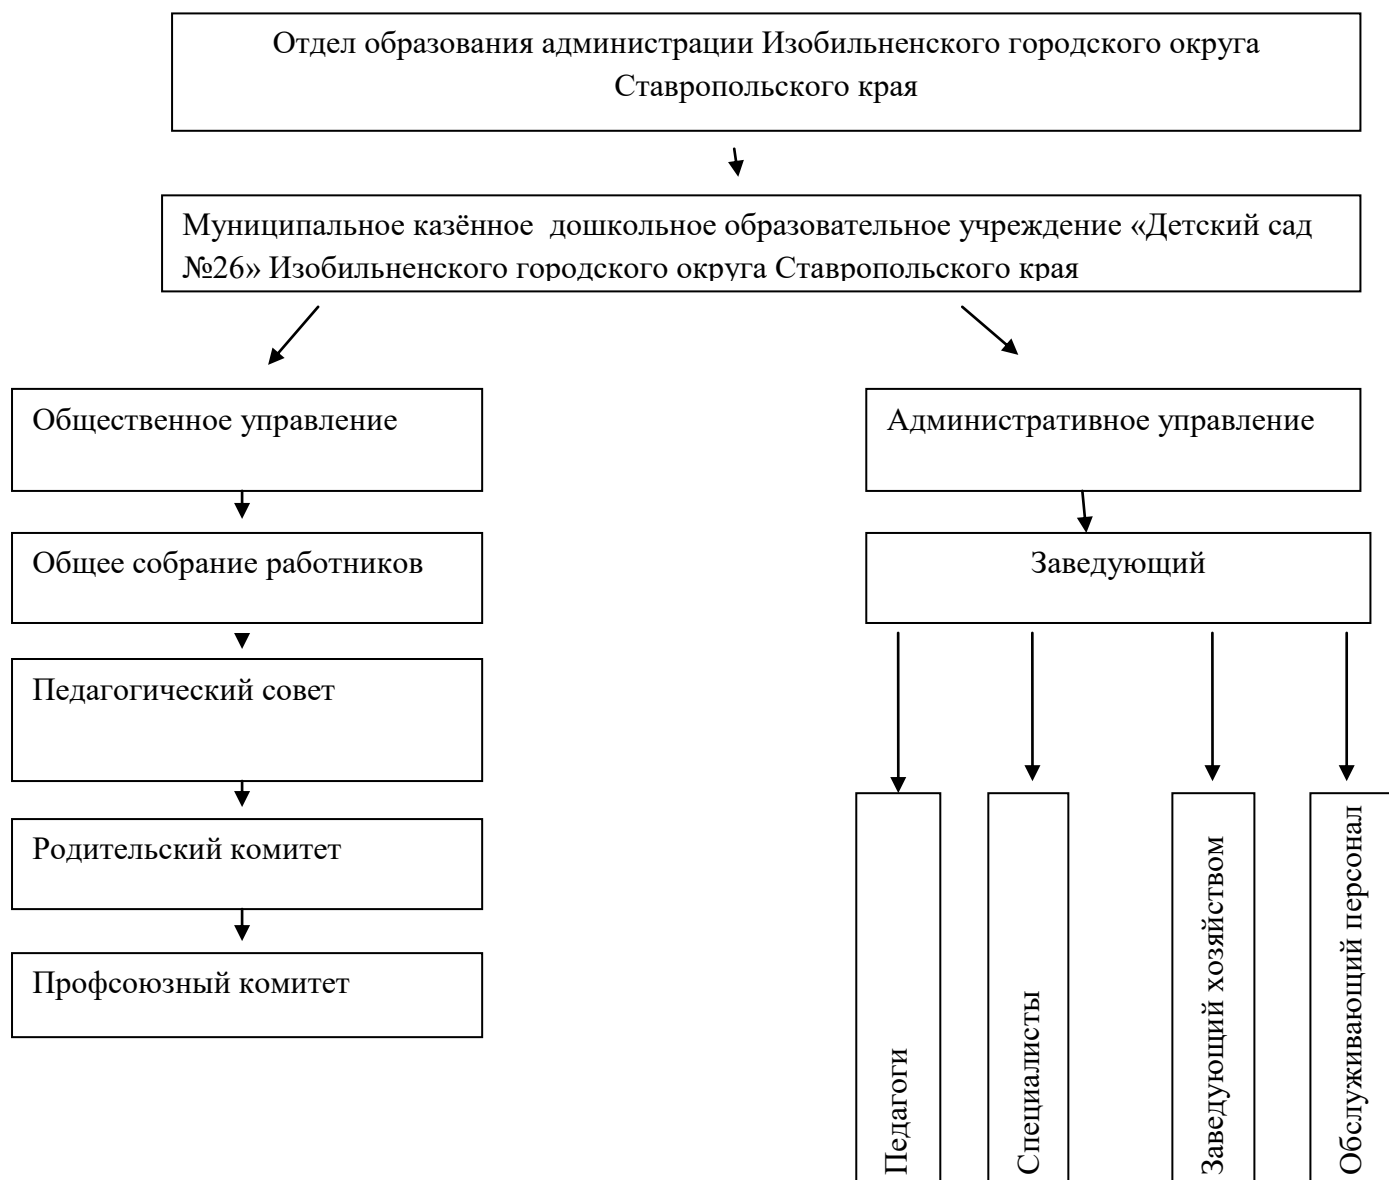 Отдел образования администрации Изобильненского городского округа
Ставропольского края
Муниципальное казённое дошкольное образовательное учреждение «Детский сад
№26» Изобильненского городского округа Ставропольского края
Общественное управление
Административное управление
Общее собрание работников
Заведующий
Педагогический совет
Родительский комитет
Профсоюзный комитет
Педагоги
Специалисты
Заведующий хозяйством
Обслуживающий персонал